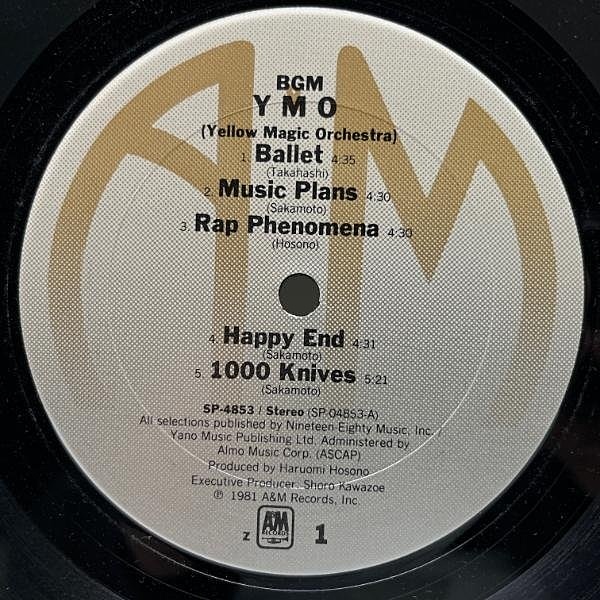 BGM
YMO
(Yellow Magic Orchestra)
1. Ballet 4:35
(Takahashi)
2. Music Plans 4:30
(Sakamoto)
3. Rap Phenomena 4:30
(Hosono)
4. Happy End 4:31
(Sakamoto)
5. 1000 Knives 5:21
(Sakamoto)
SP-4853 / Stereo (SP-04853-A)
All selections published by Nineteen-Eighty Music, Inc. /
Yano Music Publishing Ltd. Administered by
Almo Music Corp. (ASCAP)
Produced by Haruomi Hosono
Executive Producer: Shoro Kawazoe
℗ 1981 A&M Records, Inc.
z A&M RECORDS 1